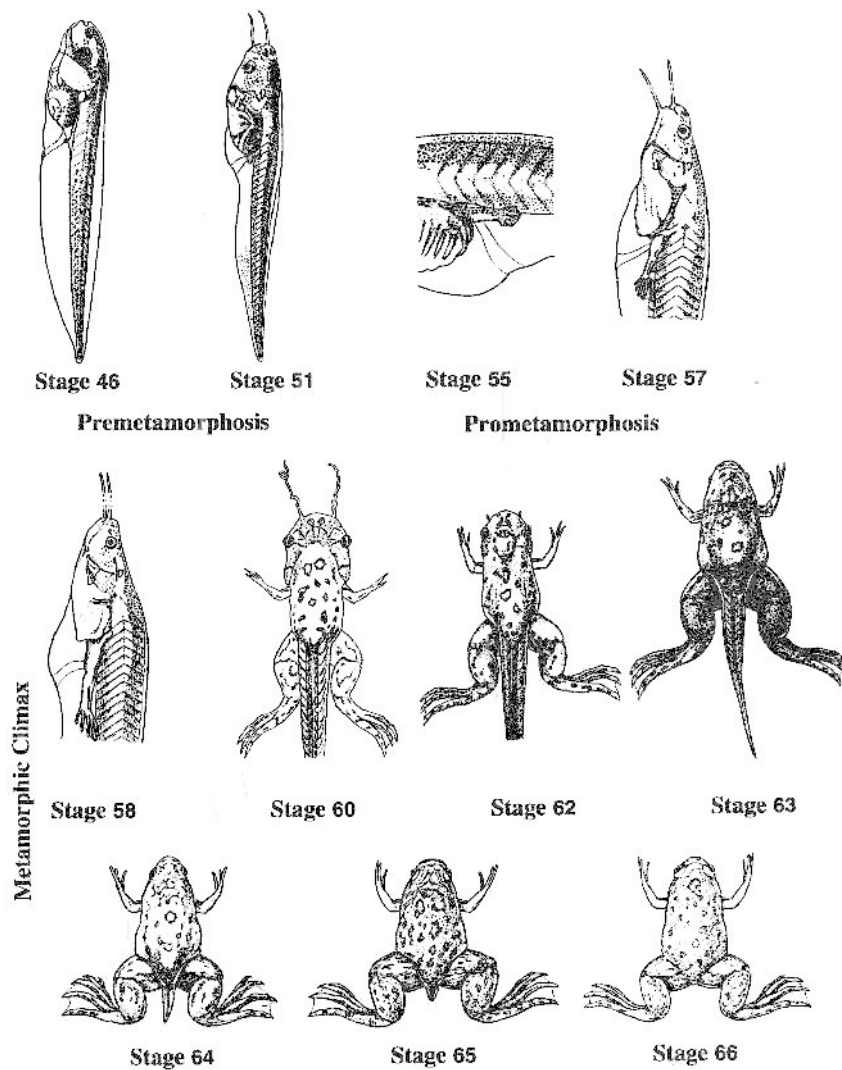 Stage 46
Stage 51
Stage 55
Stage 57
Premetamorphosis
Prometamorphosis
Metamorphic Climax
Stage 58
Stage 60
Stage 62
Stage 63
Stage 64
Stage 65
Stage 66